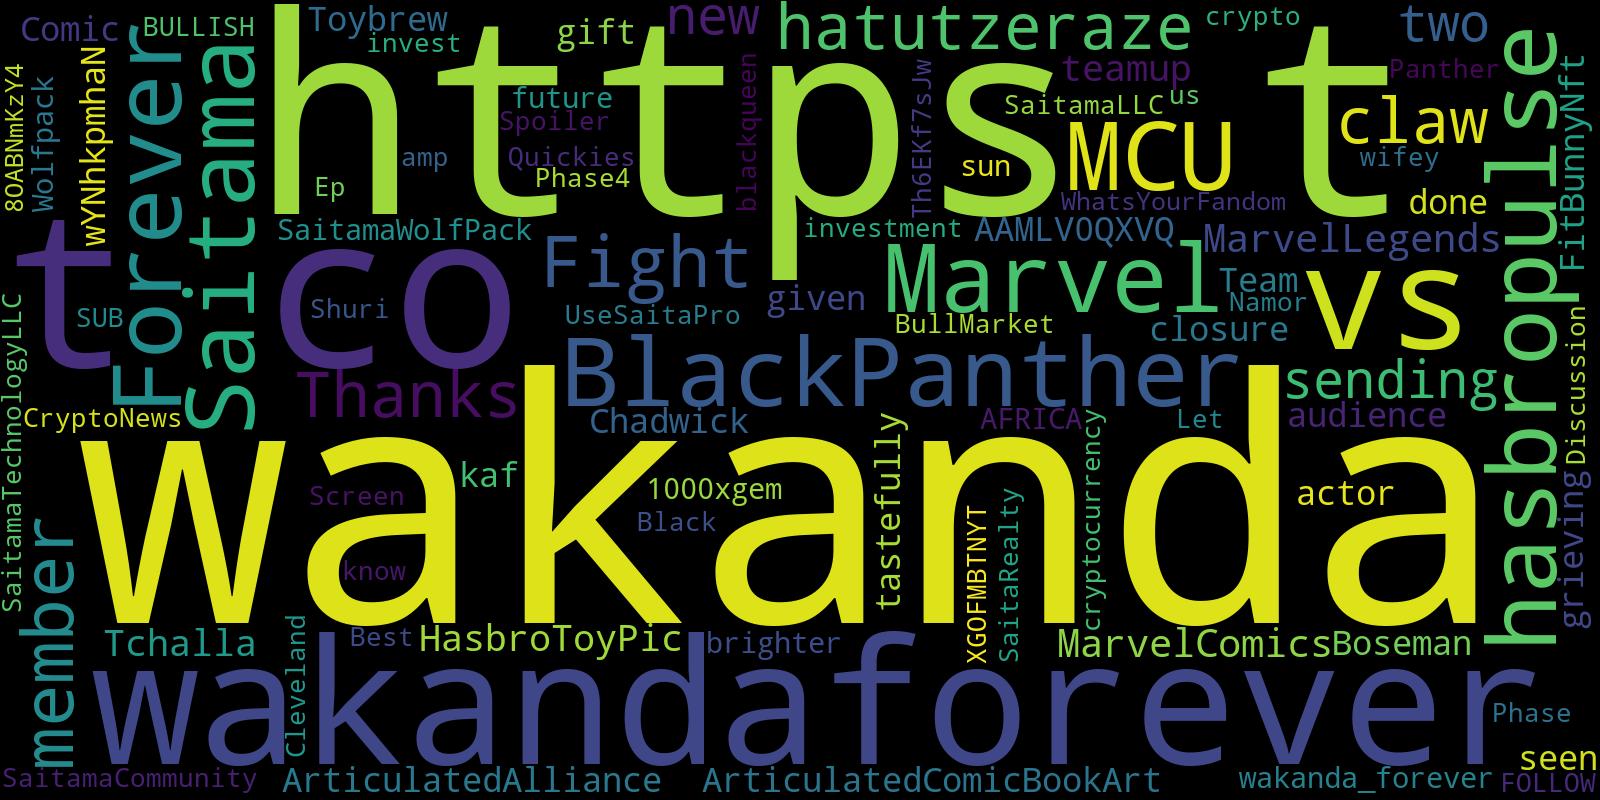 Comic
BULLISH
Toybrew
invest
gift
new
hatutzeraze
crypto
two
https t
teamup
Panther
8OABNmKzY4
Wolfpack
wYNhkpmhaN
Forever
Saitama
future
Spoiler
amp
Quickies
Phase4
Ep
blackqueen
Th6EKf7sJw
SaitamaLLC
us
sun
MCU
claw
wifey
WhatsYourFandom
done
hasbropulse
FitBunnyNft
t co
SUB
SaitamaWolfPack
Shuri
Fight
UseSaitaPro
given
investment
AAMLVOQXVQ
Marvel
MarvelLegends
Team
Namor
vs
BullMarket
closure
SaitamaTechnologyLLC
CryptoNews
Thanks
BlackPanther
sending
Chadwick
AFRICA
Let
audience
Discussion
wakanda
kaf
Screen
know
1000xgem
Black
tastefully
XGOFMBTNYT
SaitaRealty
cryptocurrency
actor
grieving
member
Tchalla
Cleveland
Best
HasbroToyPic
brighter
MarvelComics
Boseman
wakandaforever
Phase
seen
SaitamaCommunity
ArticulatedAlliance
ArticulatedComicBookArt
wakanda_forever
FOLLOW